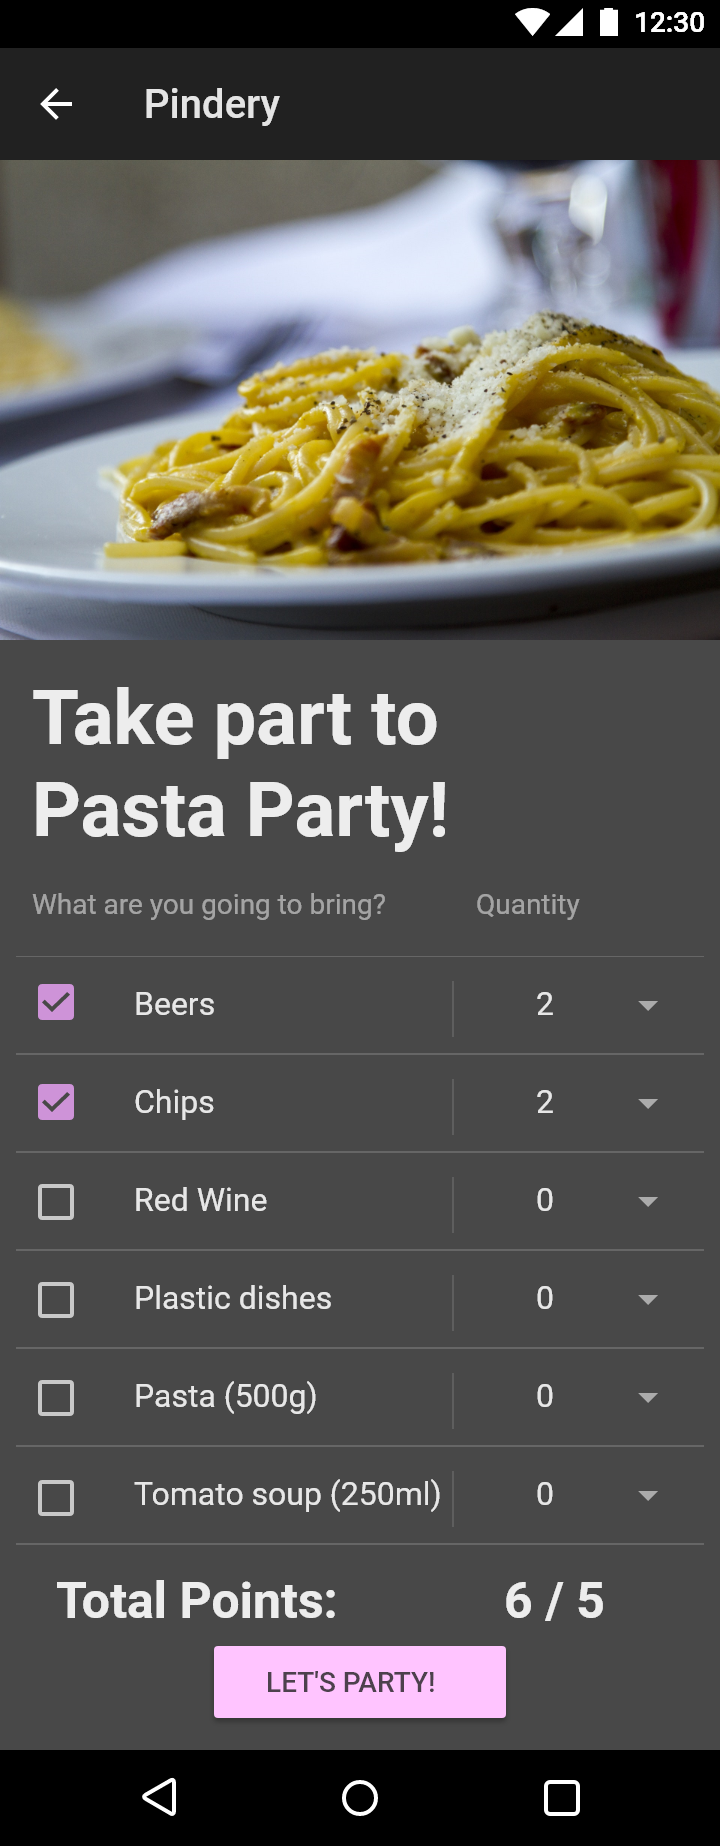 12:30
Pindery
Take part to
Pasta Party!
What are you going to bring? Quantity
Beers 2
Chips 2
Red Wine 0
Plastic dishes 0
Pasta (500g) 0
Tomato soup (250ml) 0
Total Points: 6 / 5
LET'S PARTY!